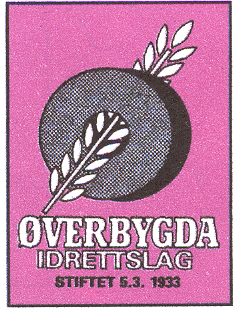 ØVERBYGDA
IDRETTSLAG
STIFTET 5.3. 1933